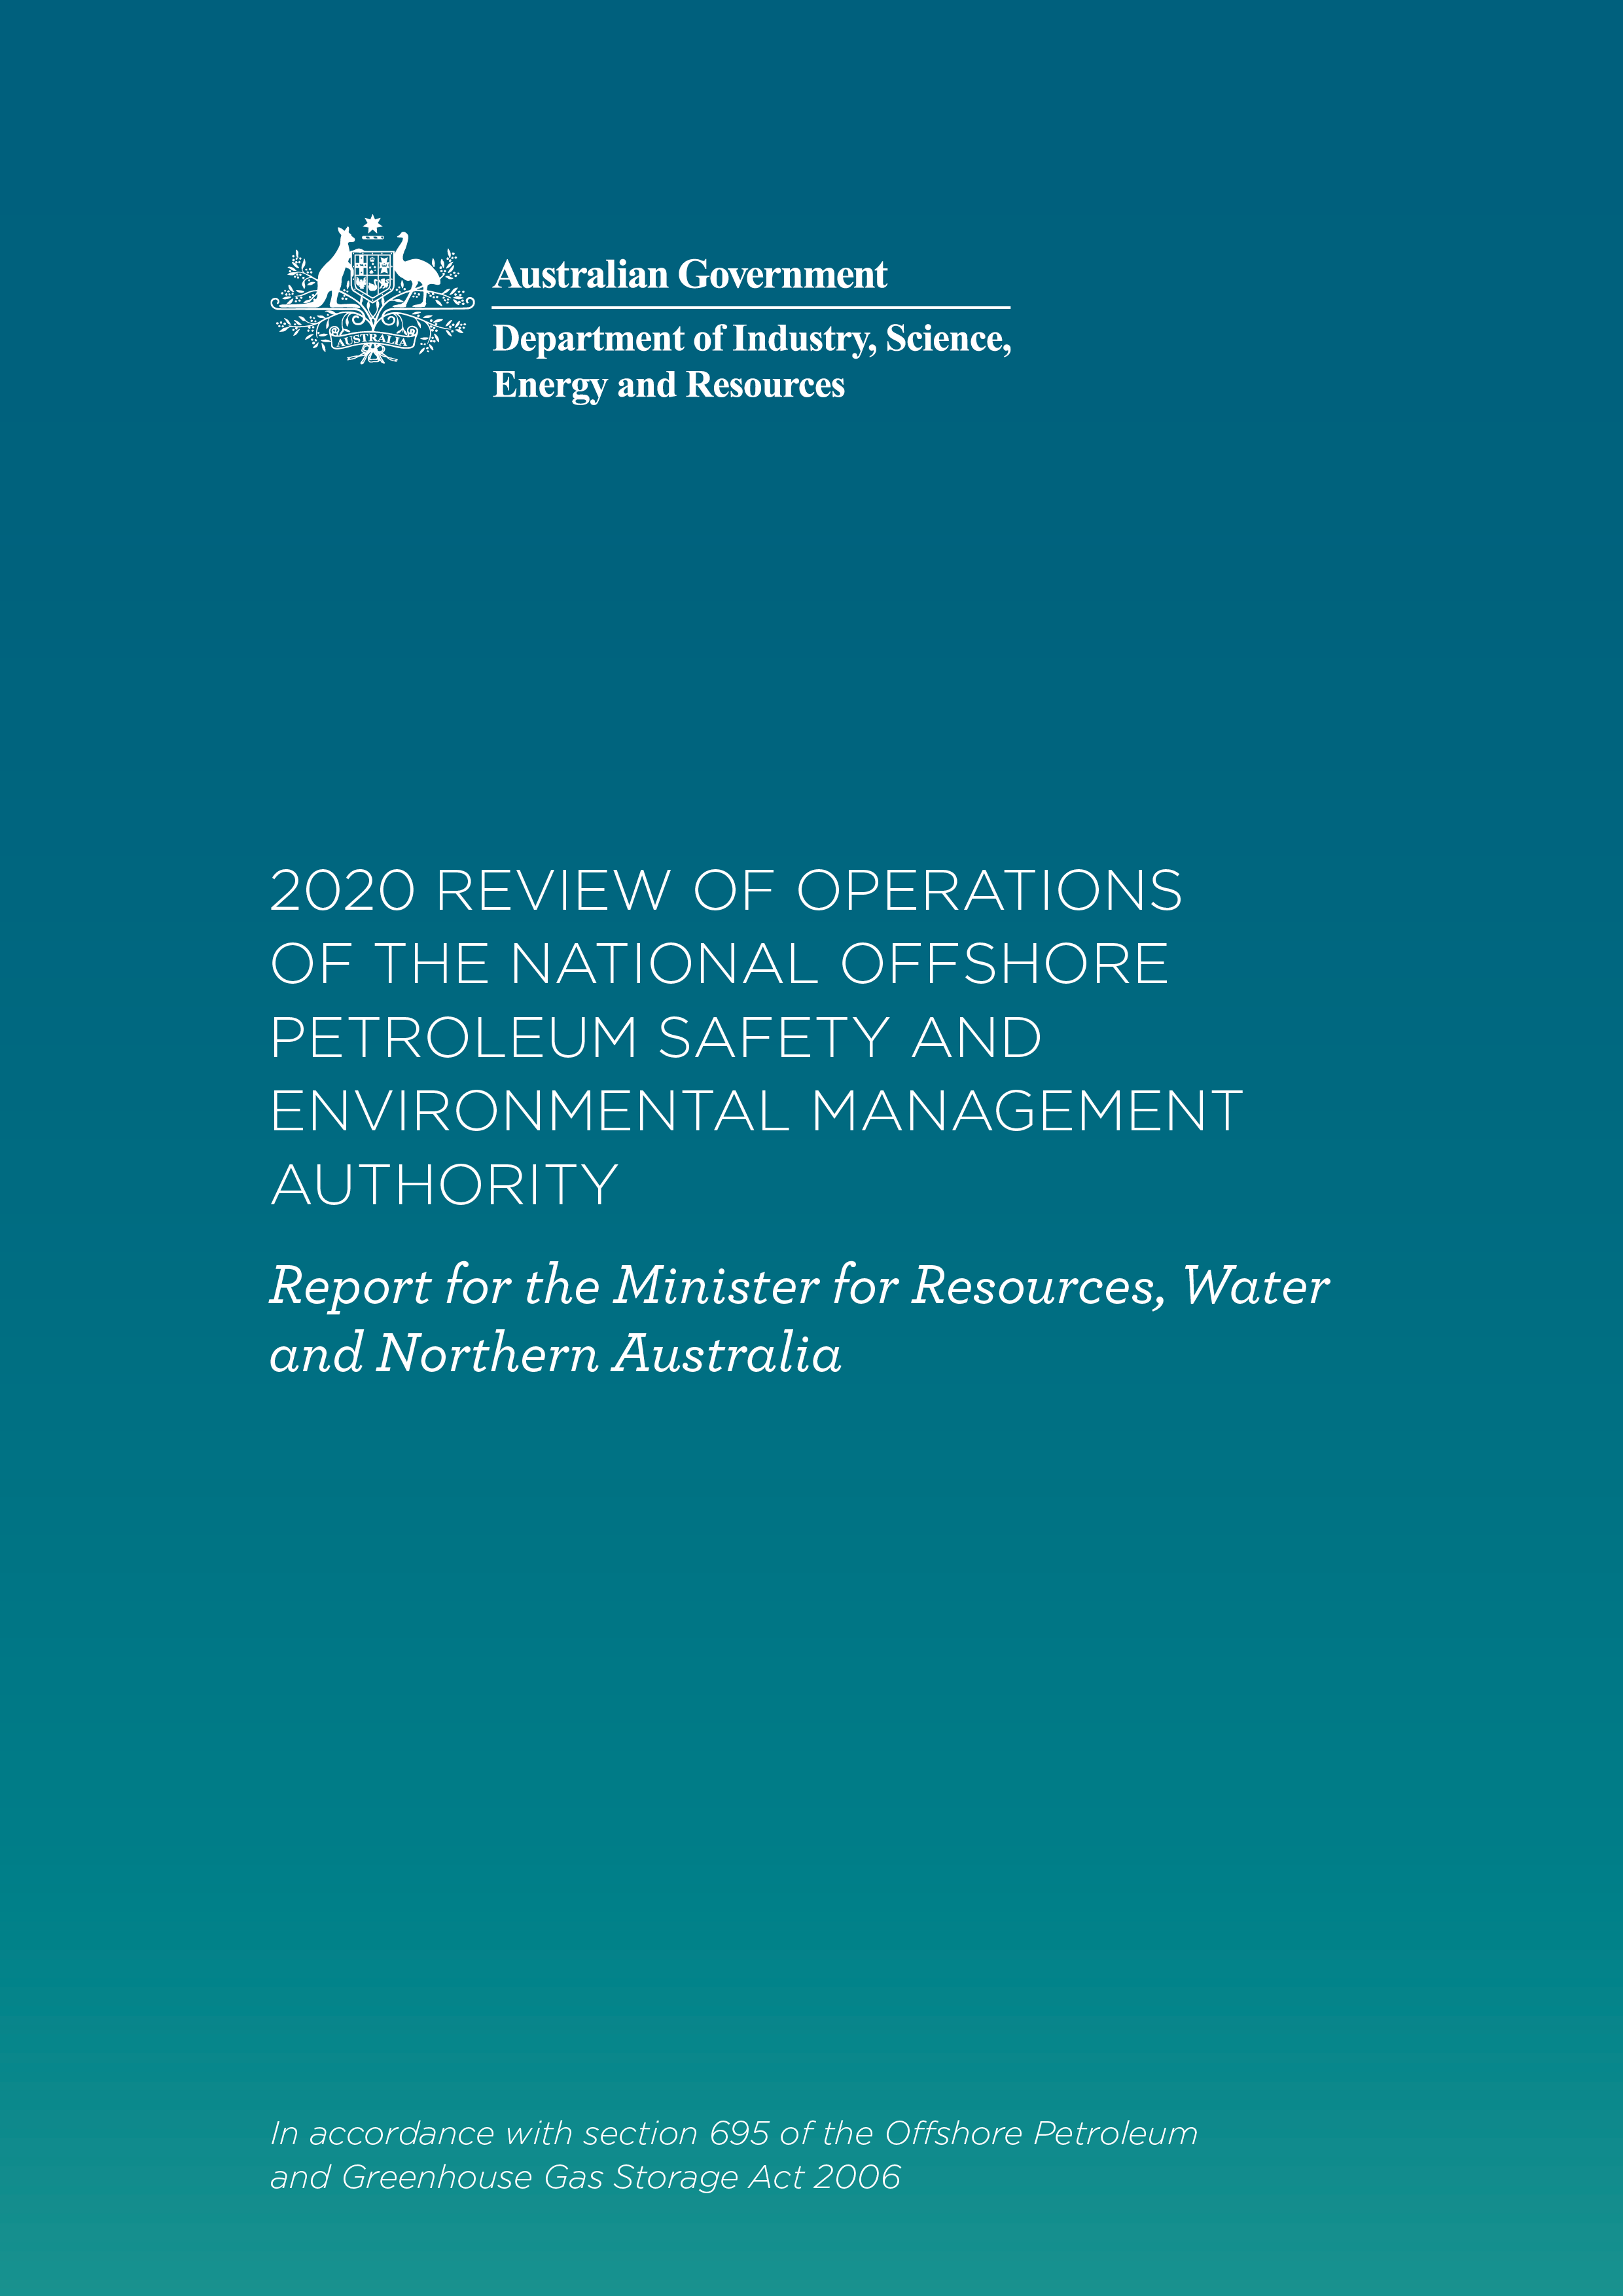 Australian Government
Department of Industry, Science,
Energy and Resources
AUSTRALIA
2020 REVIEW OF OPERATIONS
OF THE NATIONAL OFFSHORE
PETROLEUM SAFETY AND
ENVIRONMENTAL MANAGEMENT
AUTHORITY
Report for the Minister for Resources, Water
and Northern Australia
In accordance with section 695 of the Offshore Petroleum
and Greenhouse Gas Storage Act 2006